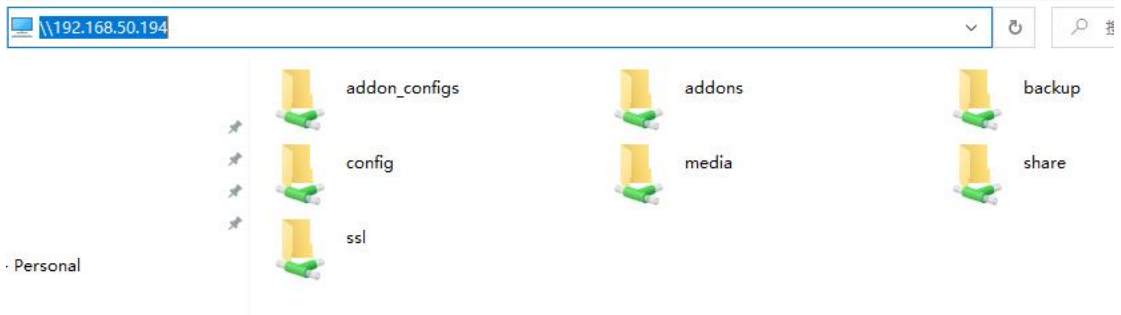 \\192.168.50.194
addon_configs addons backup
config media share
ssl
- Personal